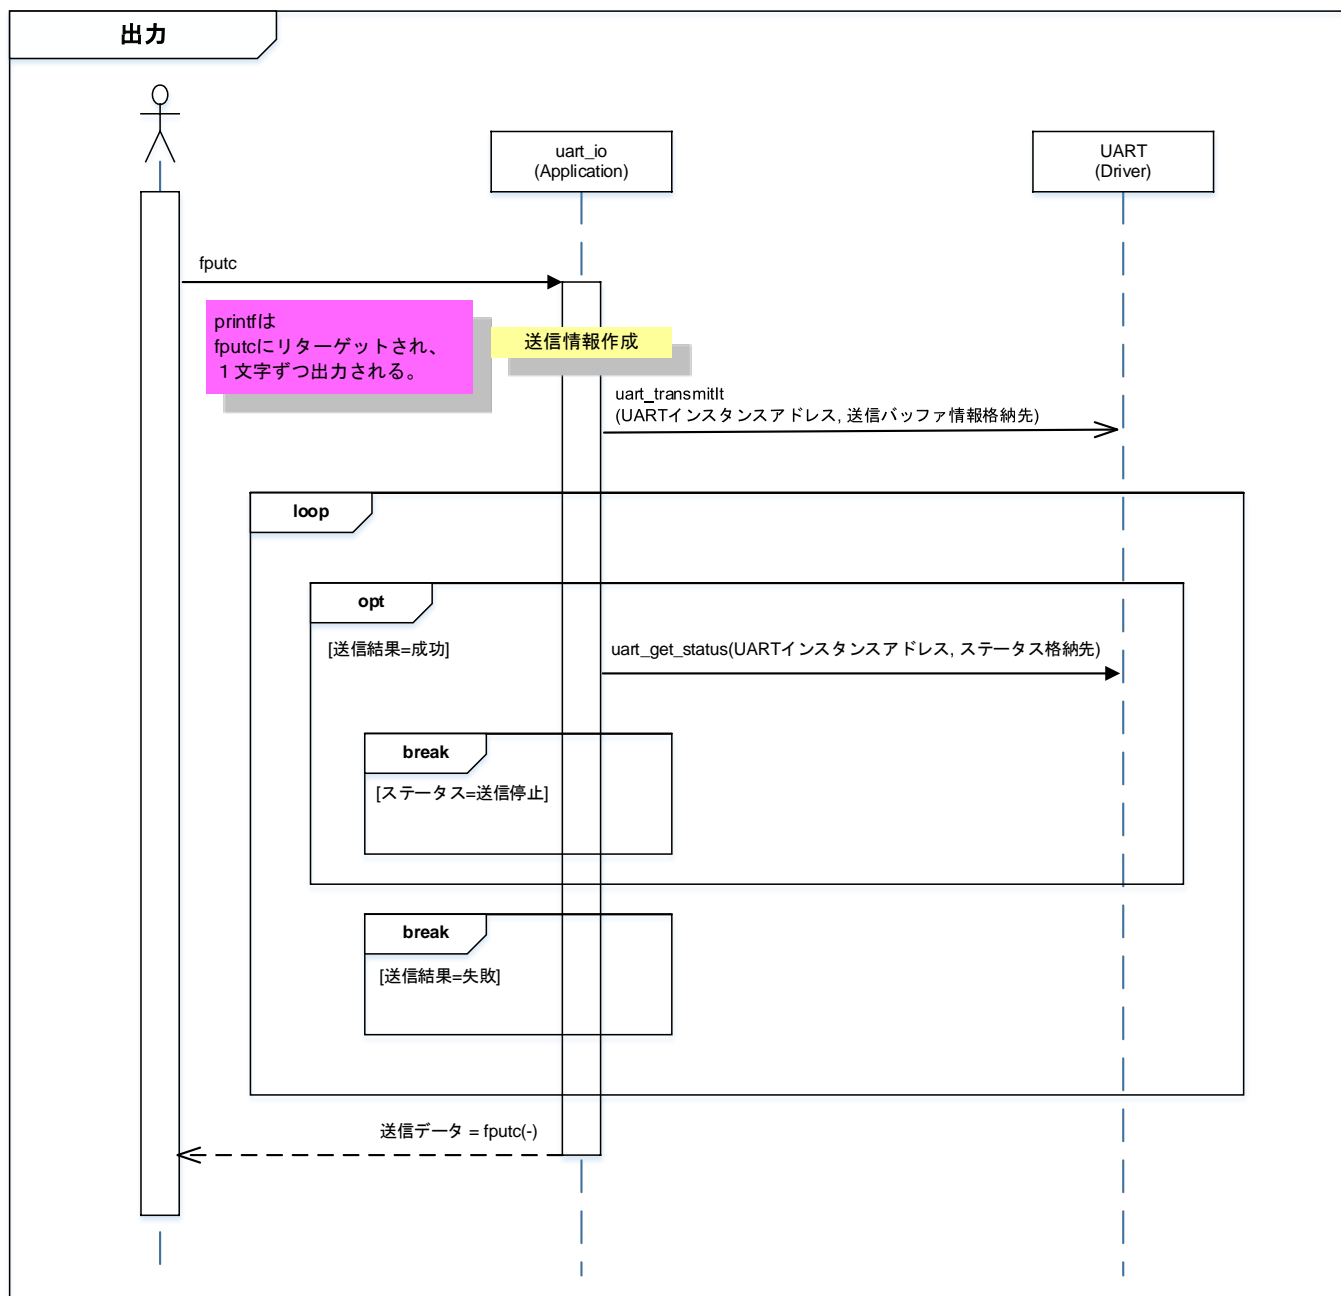 出力
uart_io
(Application)
UART
(Driver)
fputc
printfは
fputcにリターゲットされ、
１文字ずつ出力される。
送信情報作成
uart_transmitIt
(UARTインスタンスアドレス, 送信バッファ情報格納先)
loop
opt
[送信結果=成功]
uart_get_status(UARTインスタンスアドレス, ステータス格納先)
break
[ステータス=送信停止]
break
[送信結果=失敗]
送信データ = fputc(-)